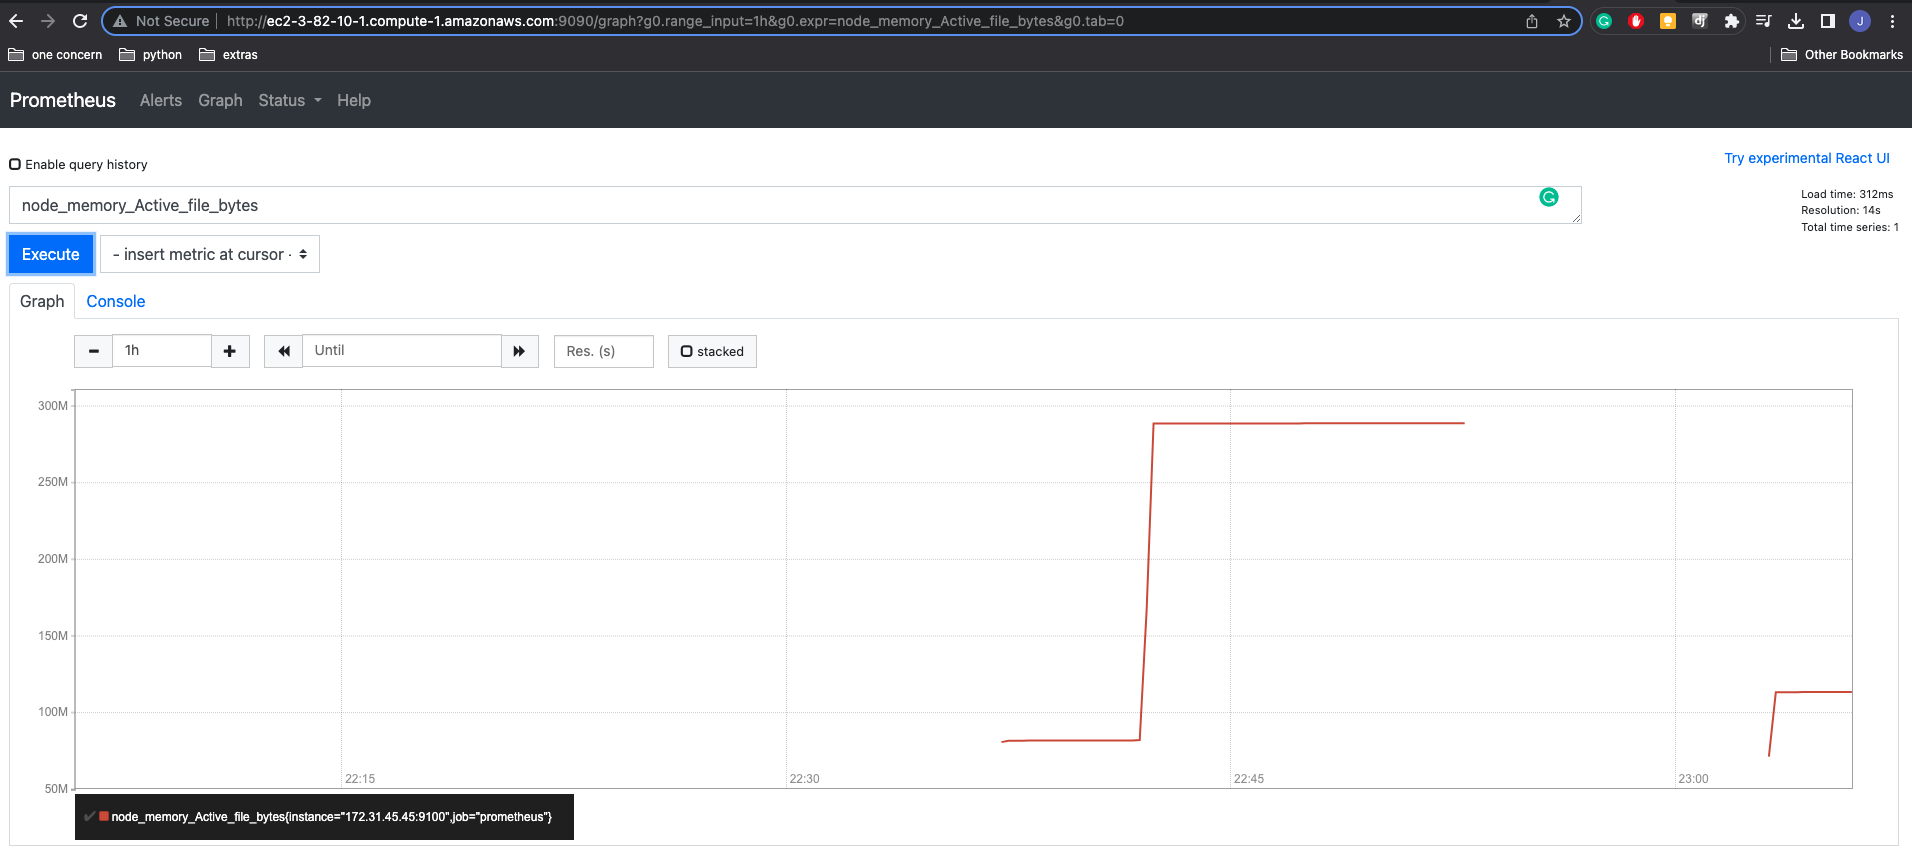 Not Secure
http://ec2-3-82-10-1.compute-1.amazonaws.com:9090/graph?g0.range_input=1h&g0.expr=node_memory_Active_file_bytes&g0.tab=0
dj
J
one concern python extras
Other Bookmarks
Prometheus Alerts Graph Status Help
Enable query history
Try experimental React UI
node_memory_Active_file_bytes
Load time: 312ms
Resolution: 14s
Total time series: 1
Execute
- insert metric at cursor -
Graph Console
1h
Until
Res. (s)
stacked
300M
250M
200M
150M
100M
50M
22:15 22:30 22:45 23:00
node_memory_Active_file_bytes{instance="172.31.45.45:9100",job="prometheus"}